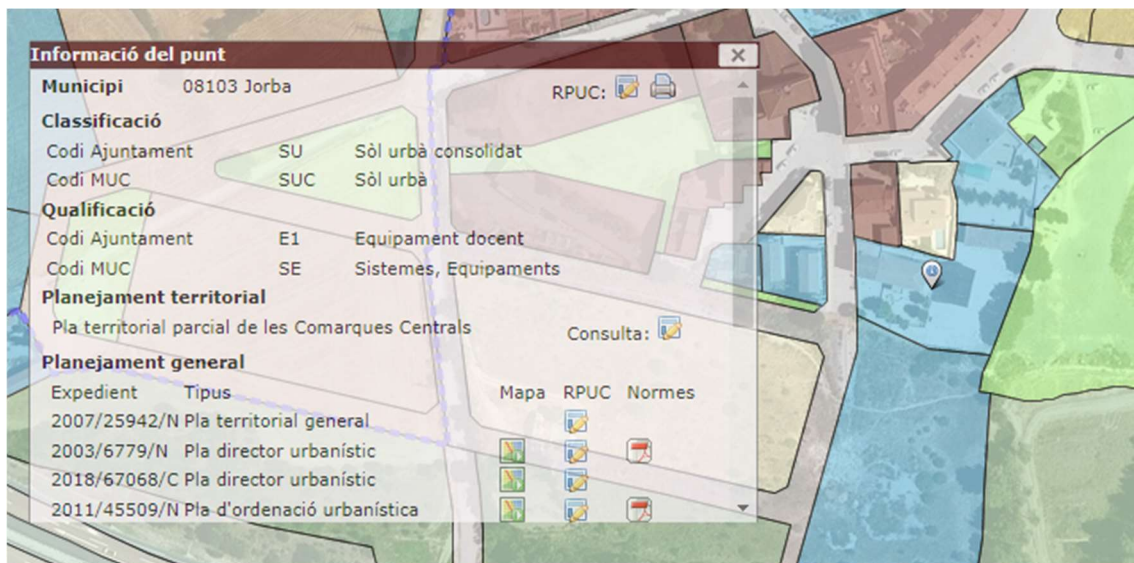 Informació del punt
Municipi 08103 Jorba RPUC:
Classificació
Codi Ajuntament SU Sòl urbà consolidat
Codi MUC SUC Sòl urbà
Qualificació
Codi Ajuntament E1 Equipament docent
Codi MUC SE Sistemes, Equipaments
Planejament territorial
Pla territorial parcial de les Comarques Centrals Consulta:
Planejament general
Expedient Tipus Mapa RPUC Normes
2007/25942/N Pla territorial general
2003/6779/N Pla director urbanístic
2018/67068/C Pla director urbanístic
2011/45509/N Pla d'ordenació urbanística